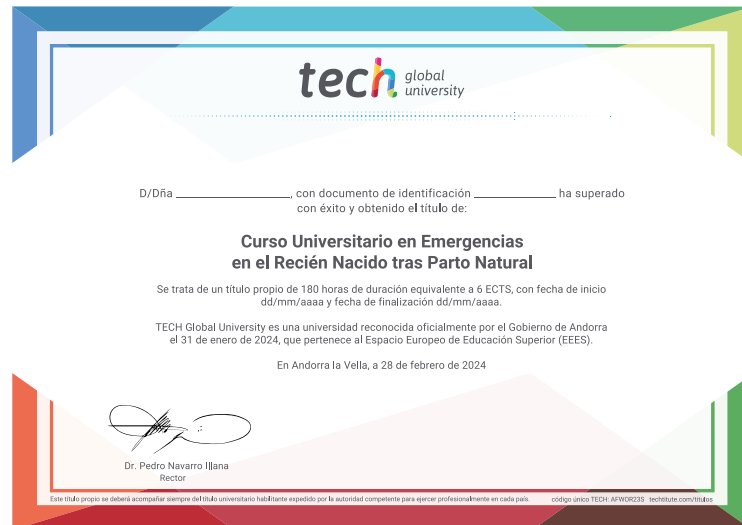 tech global
university
D/Dña ____________________, con documento de identificación ______________ ha superado
con éxito y obtenido el título de:
Curso Universitario en Emergencias
en el Recién Nacido tras Parto Natural
Se trata de un título propio de 180 horas de duración equivalente a 6 ECTS, con fecha de inicio
dd/mm/aaaa y fecha de finalización dd/mm/aaaa.
TECH Global University es una universidad reconocida oficialmente por el Gobierno de Andorra
el 31 de enero de 2024, que pertenece al Espacio Europeo de Educación Superior (EEES).
En Andorra la Vella, a 28 de febrero de 2024
Dr. Pedro Navarro Illana
Rector
Este título propio se deberá acompañar siempre del título universitario habilitante expedido por la autoridad competente para ejercer profesionalmente en cada país. código único TECH: AFWOR23S techtitute.com/titulos